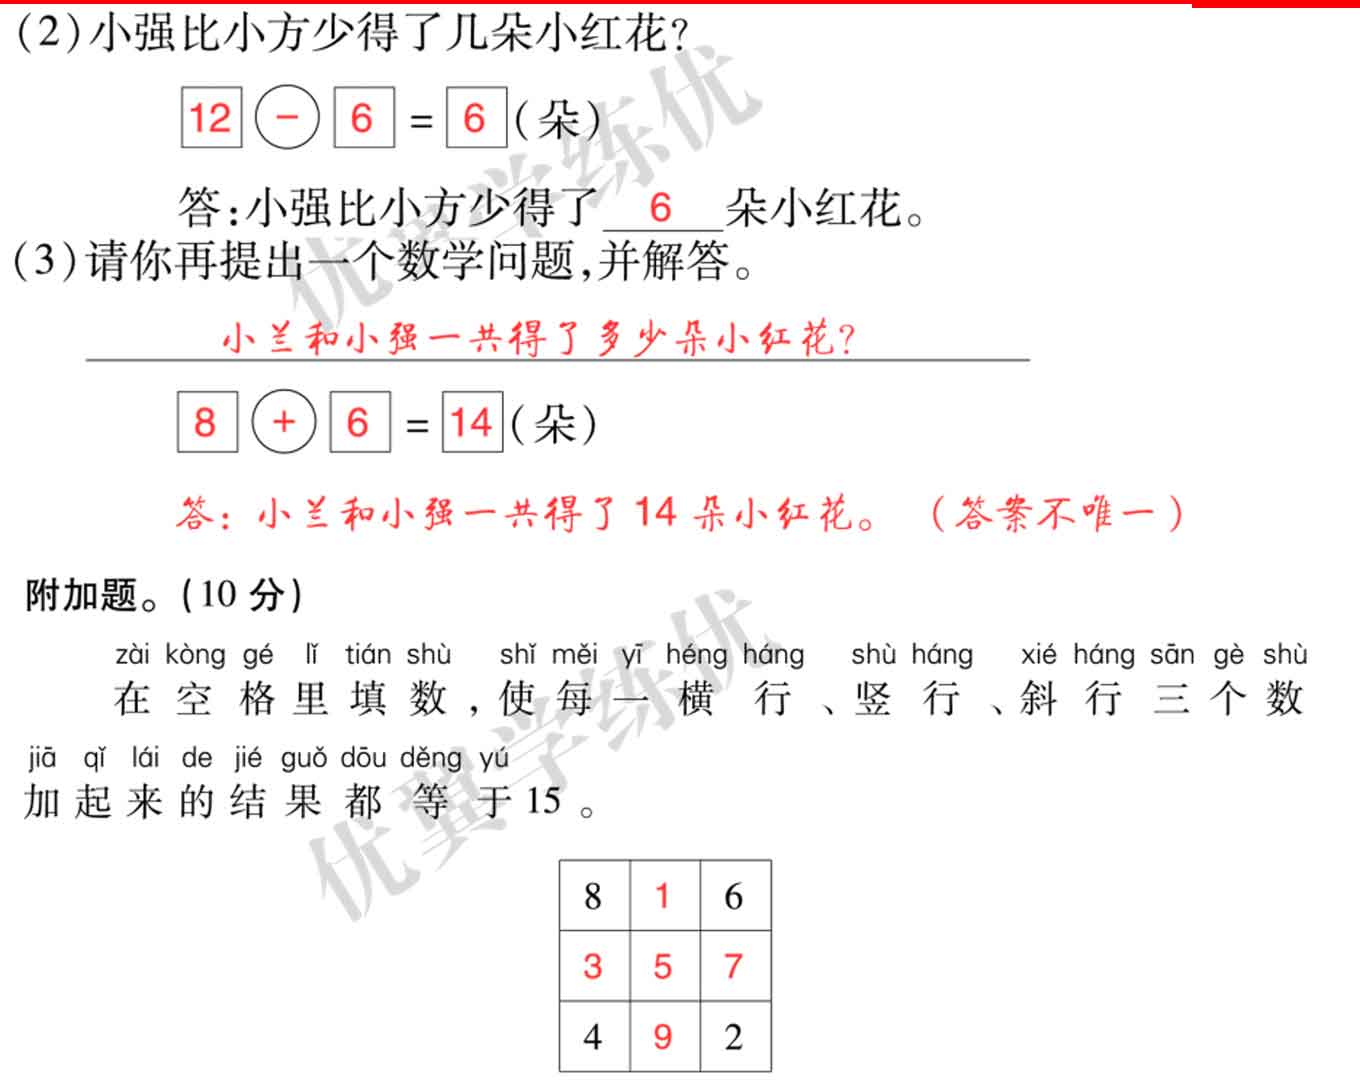 (2)小强比小方少得了几朵小红花?
12 - 6 = 6 (朵)
答:小强比小方少得了 6 朵小红花。
(3)请你再提出一个数学问题,并解答。
小兰和小强一共得了多少朵小红花?
8 + 6 = 14 (朵)
答：小兰和小强一共得了 14 朵小红花。（答案不唯一）
附加题。(10 分)
zài kòng gé lǐ tián shù shǐ měi yī héng háng shù háng xié háng sān gè shù
在空格里填数,使每一横行、竖行、斜行三个数
jiā qǐ lái de jié guǒ dōu děng yú
加起来的结果都等于15。
8 1 6
3 5 7
4 9 2
优翼学练优
优翼学练优